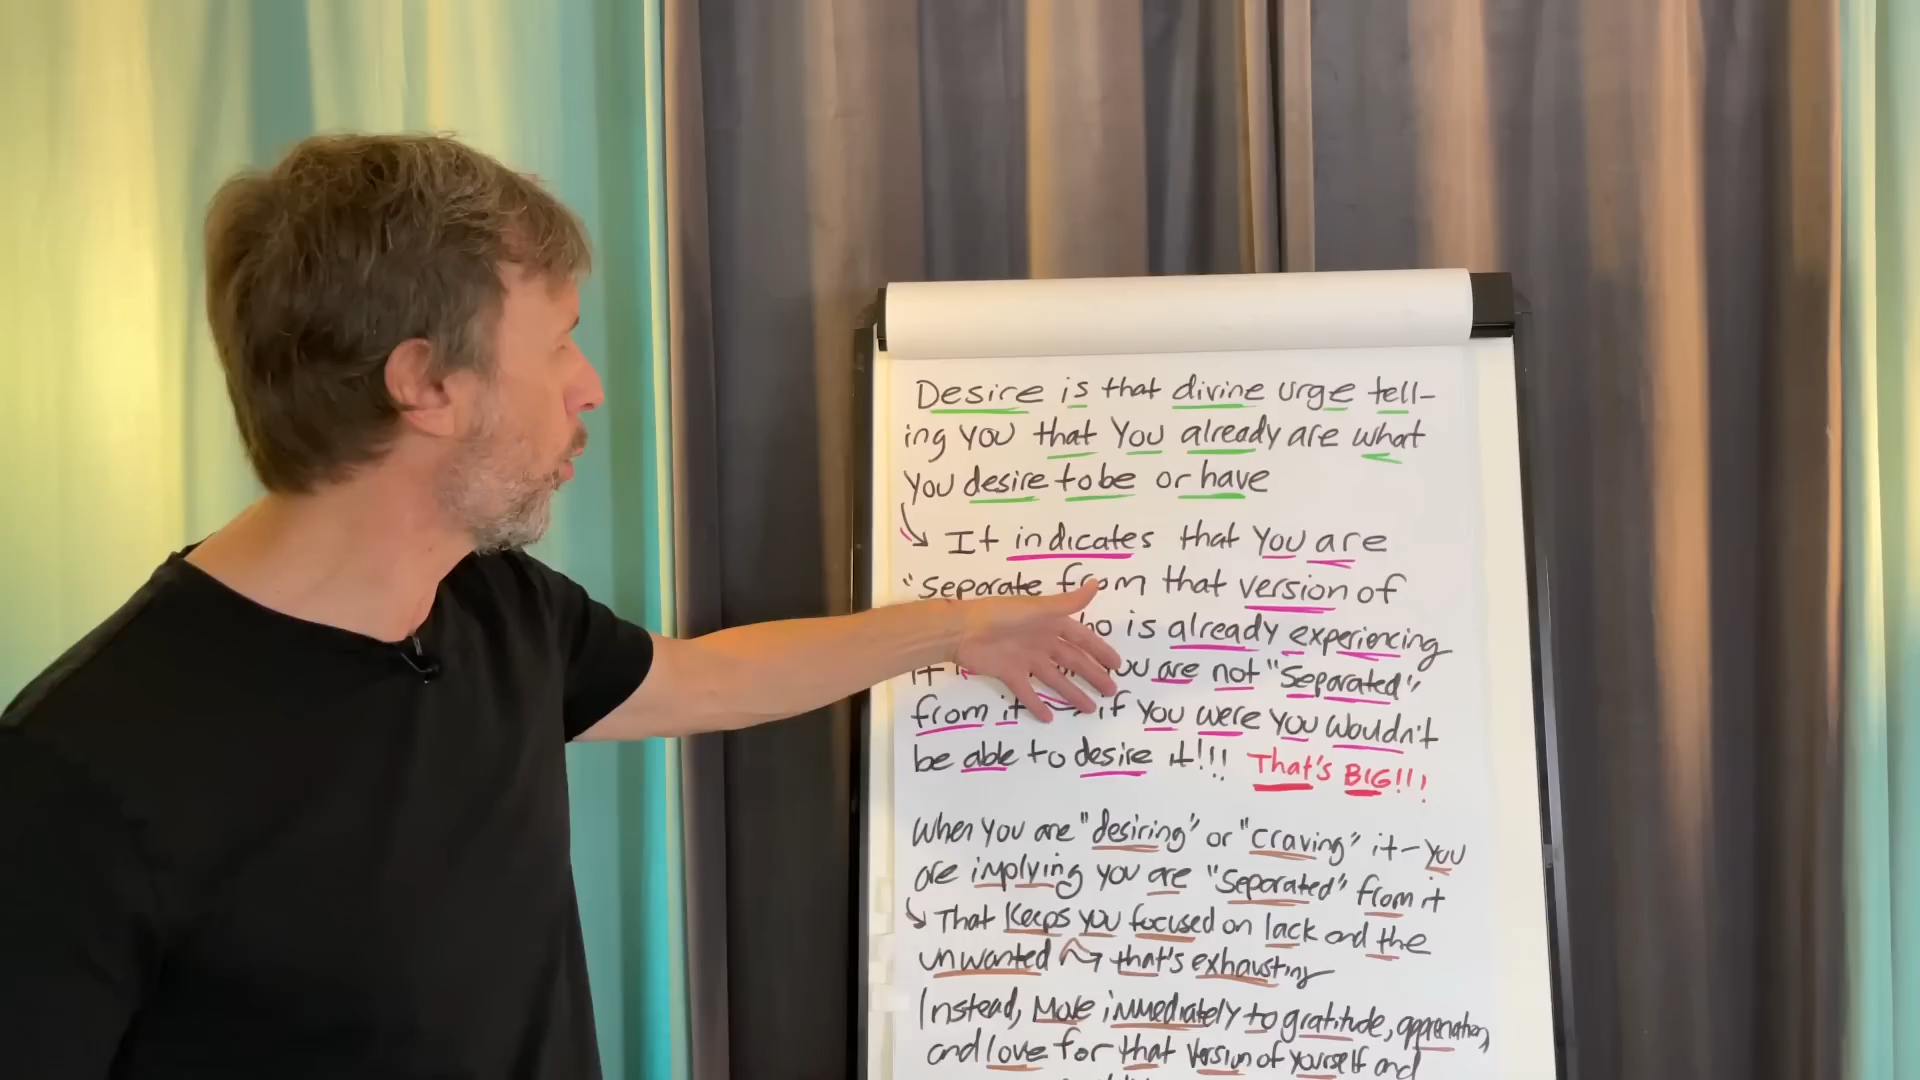 Desire is that divine urge tell-
ing you that You already are what
you desire to be or have
It indicates that you are
"separate from that version of
is already experiencing
it you are not "Separated"
from it if you were you wouldn't
be able to desire it!!! That's BIG!!!
When you are "desiring" or "craving" it - you
are implying you are "separated" from it
That keeps you focused on lack and the
unwanted that's exhausting
Instead, move immediately to gratitude,
and love for that version of yourself and